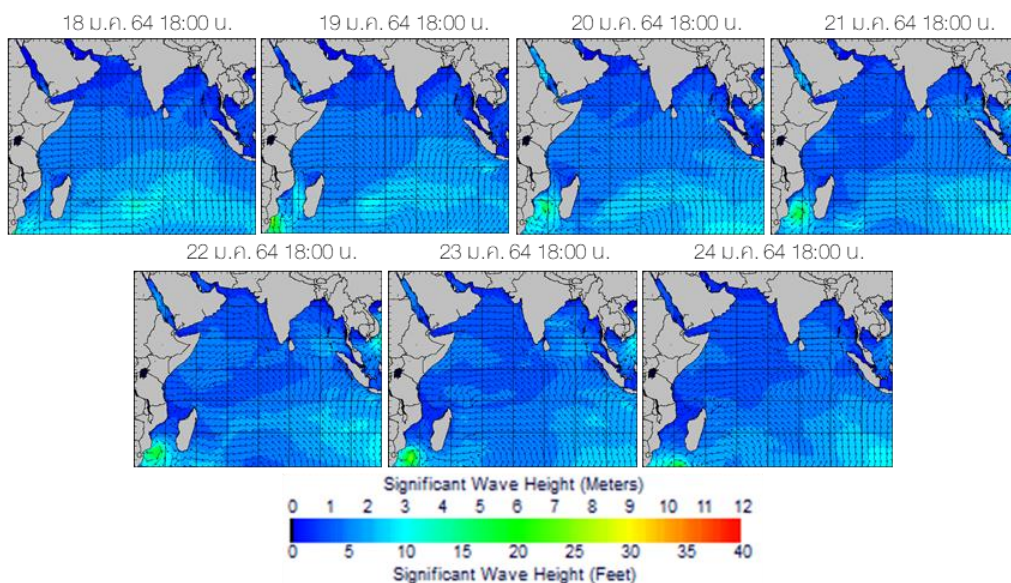 18 ม.ค. 64 18:00 น. 19 ม.ค. 64 18:00 น. 20 ม.ค. 64 18:00 น. 21 ม.ค. 64 18:00 น.
22 ม.ค. 64 18:00 น. 23 ม.ค. 64 18:00 น. 24 ม.ค. 64 18:00 น.
Significant Wave Height (Meters)
0 1 2 3 4 5 6 7 8 9 10 11 12
0 5 10 15 20 25 30 35 40
Significant Wave Height (Feet)